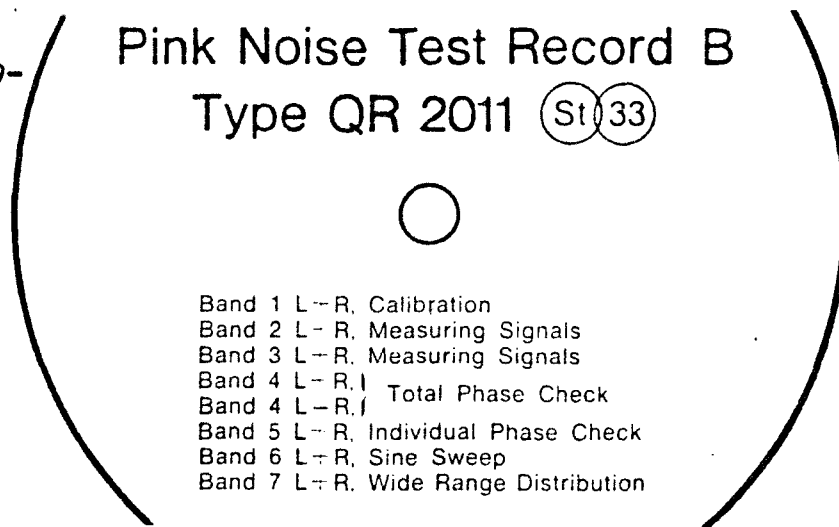 Pink Noise Test Record B
Type QR 2011 St 33
Band 1 L-R, Calibration
Band 2 L-R, Measuring Signals
Band 3 L-R, Measuring Signals
Band 4 L-R,
Total Phase Check
Band 4 L-R,
Band 5 L-R, Individual Phase Check
Band 6 L-R, Sine Sweep
Band 7 L-R, Wide Range Distribution